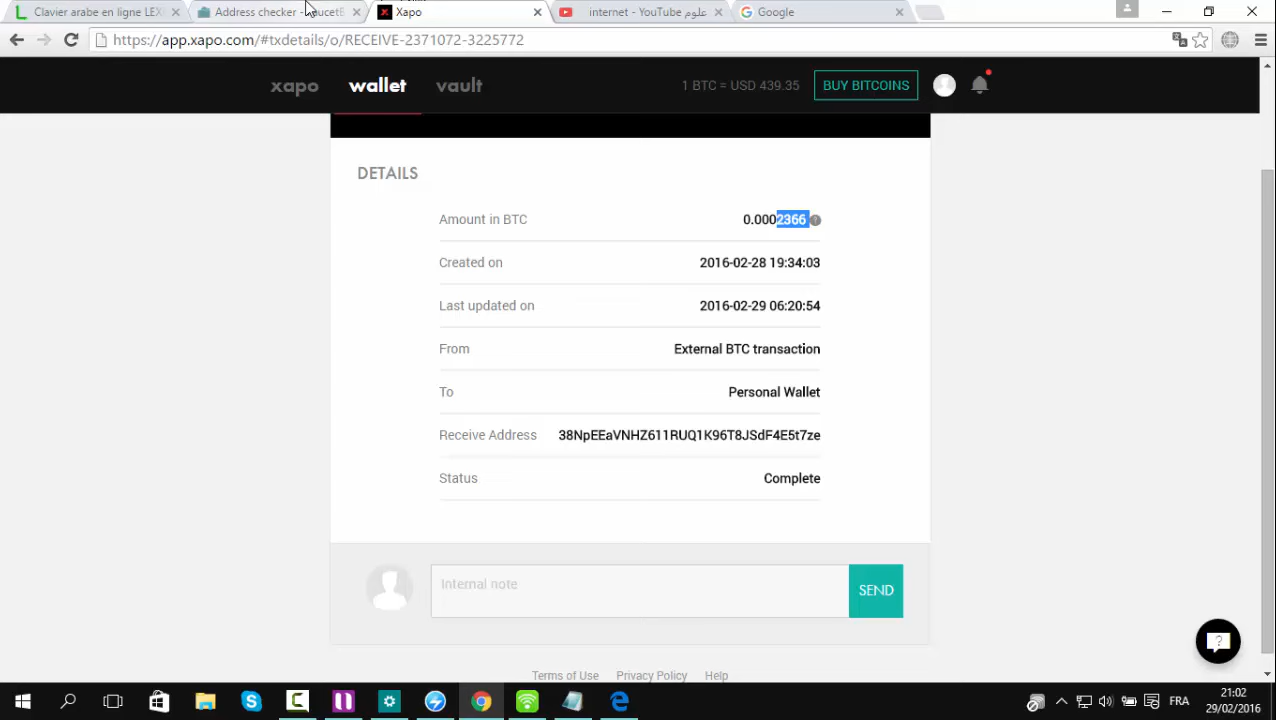 Clavier arabe en ligne LEXI
Address checker - FaucetB
Xapo
internet - YouTube علوم
Google
https://app.xapo.com/#txdetails/o/RECEIVE-2371072-3225772
xapo wallet vault 1 BTC = USD 439.35 BUY BITCOINS
DETAILS
Amount in BTC 0.0002366 ?
Created on 2016-02-28 19:34:03
Last updated on 2016-02-29 06:20:54
From External BTC transaction
To Personal Wallet
Receive Address 38NpEEaVNHZ611RUQ1K96T8JSdF4E5t7ze
Status Complete
Internal note
SEND
Terms of Use Privacy Policy Help
FRA
21:02
29/02/2016